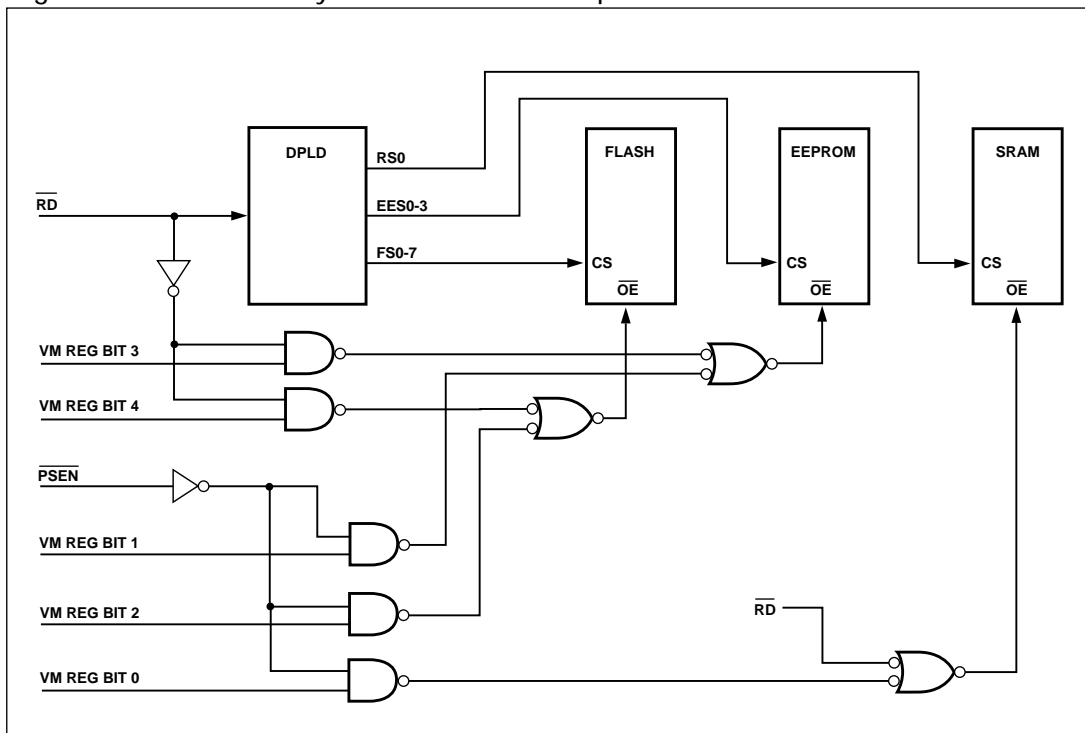 DPLD
FLASH
EEPROM
SRAM
RS0
EES0-3
FS0-7
RD
CS
OE
CS
OE
CS
OE
VM REG BIT 3
VM REG BIT 4
PSEN
VM REG BIT 1
VM REG BIT 2
RD
VM REG BIT 0